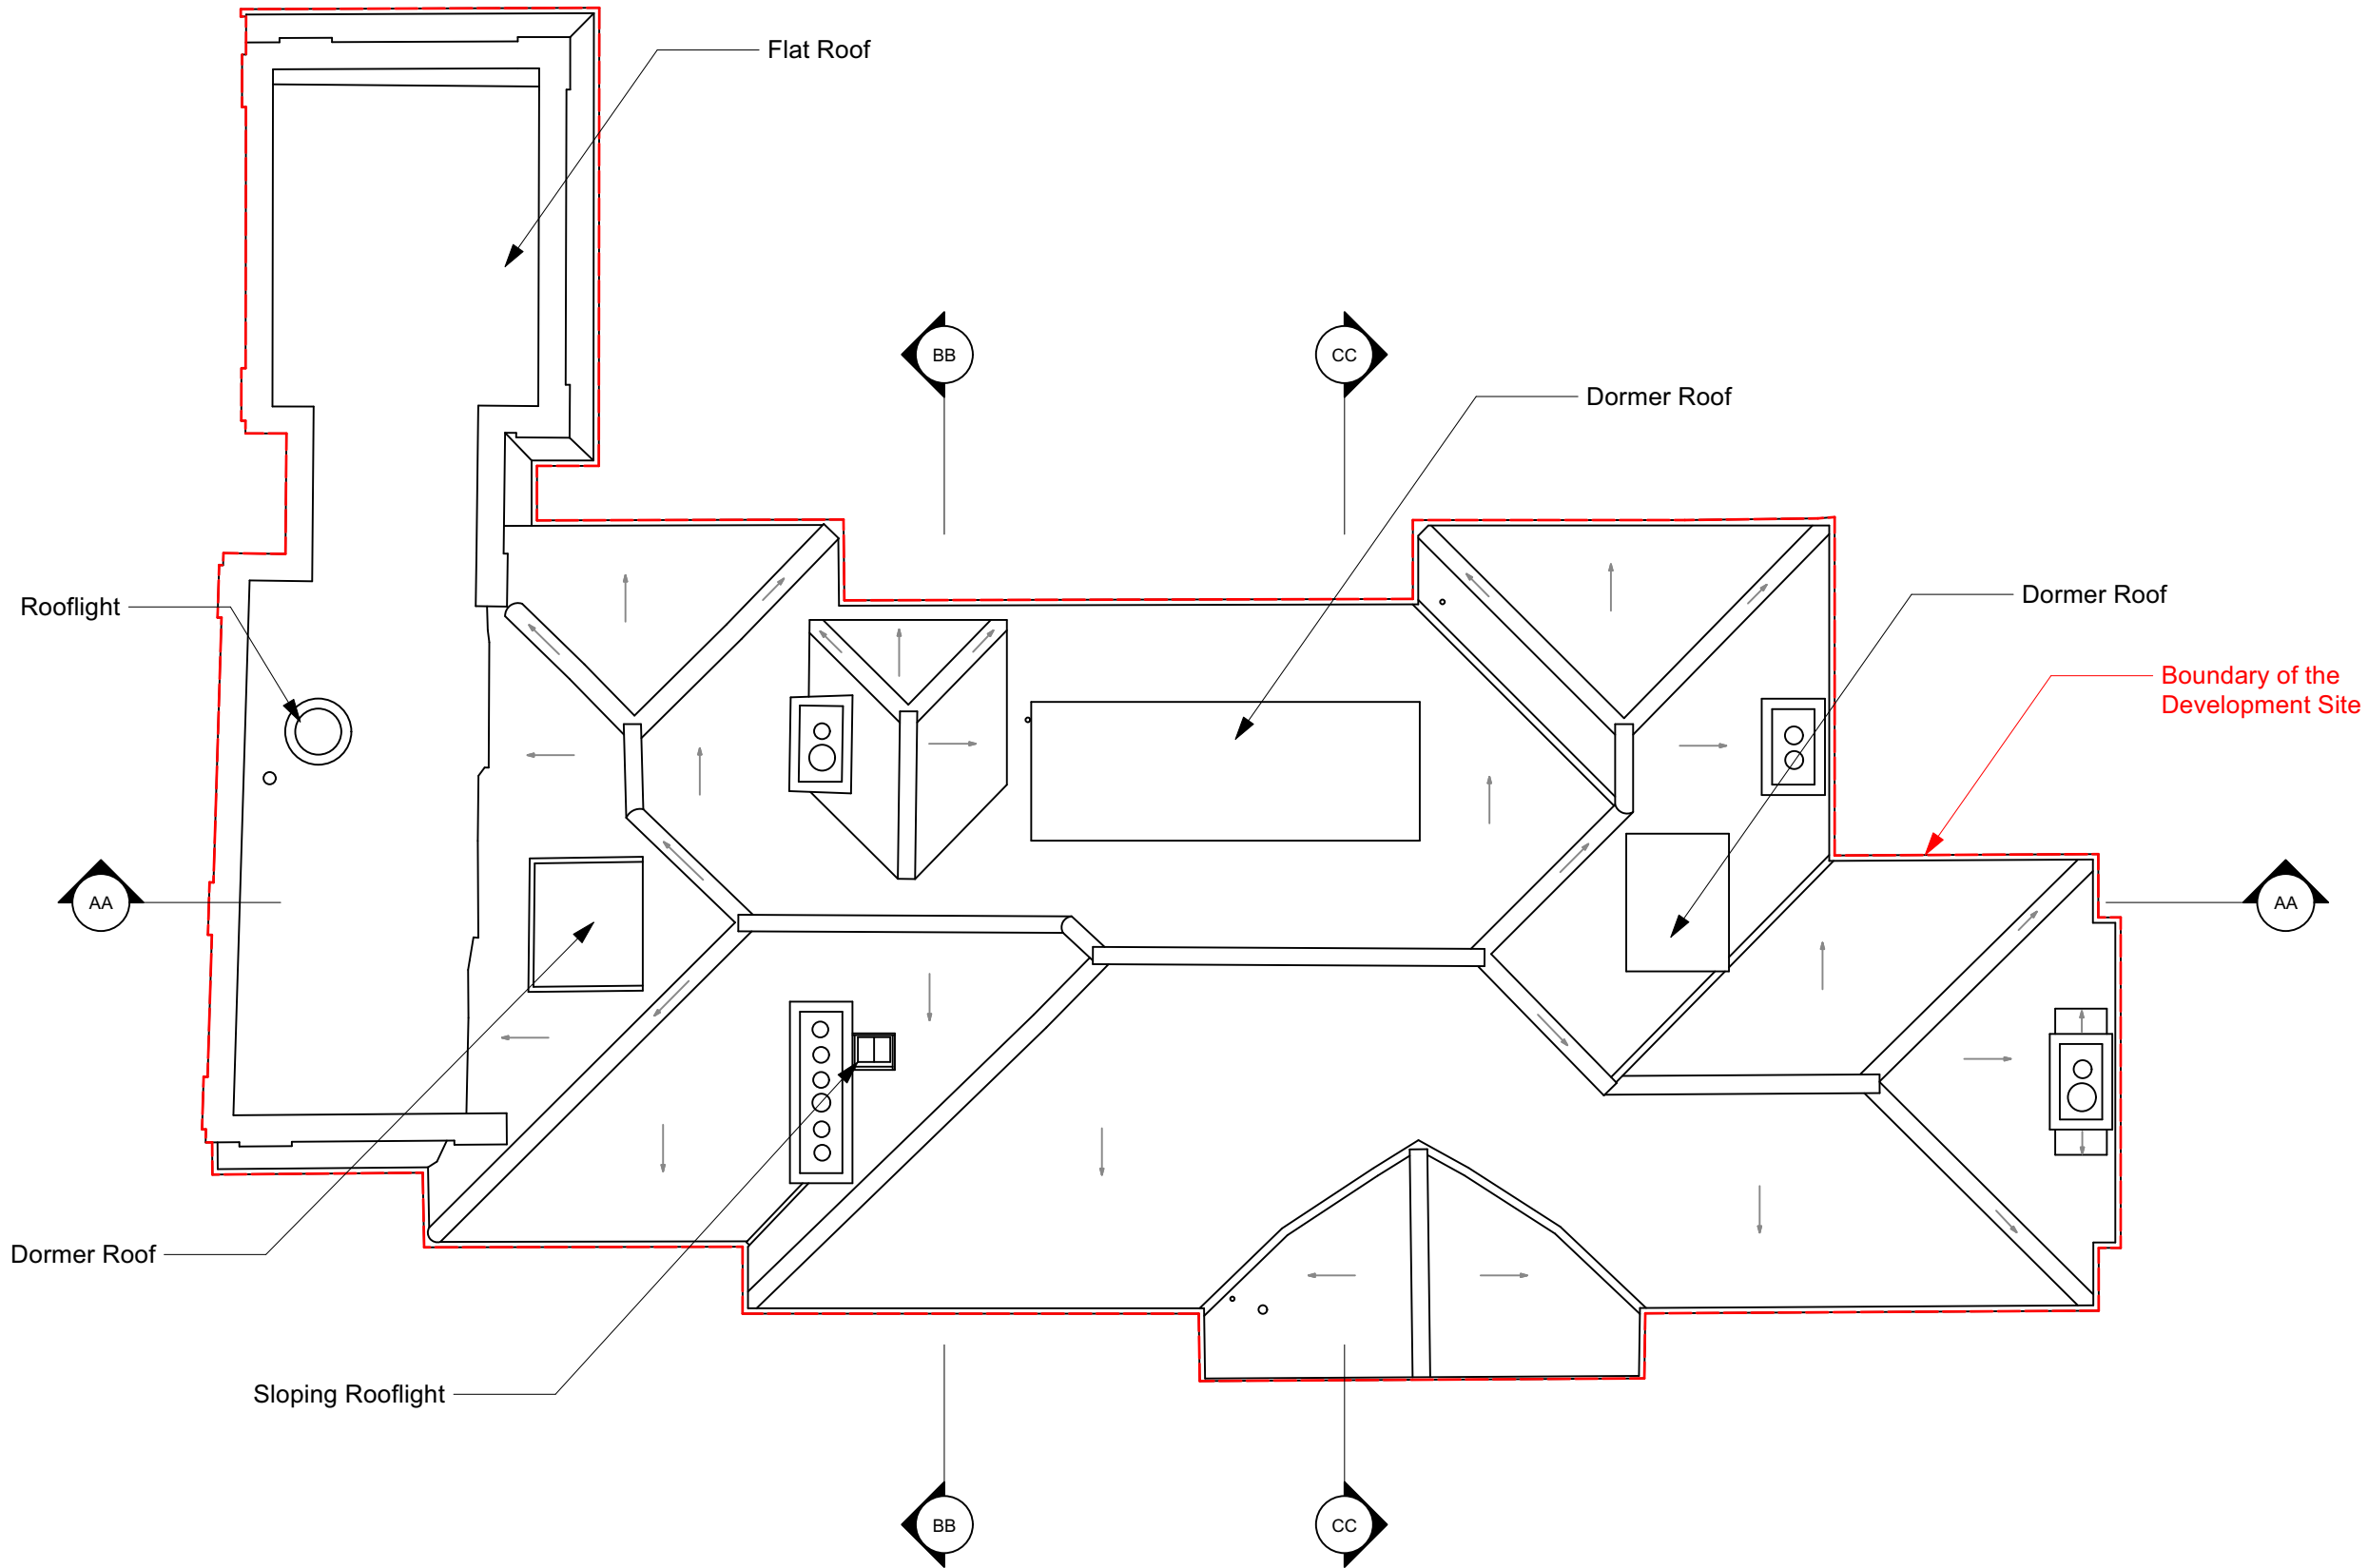 Flat Roof
BB
CC
Dormer Roof
Rooflight
Dormer Roof
Boundary of the
Development Site
AA
AA
Dormer Roof
Sloping Rooflight
BB
CC